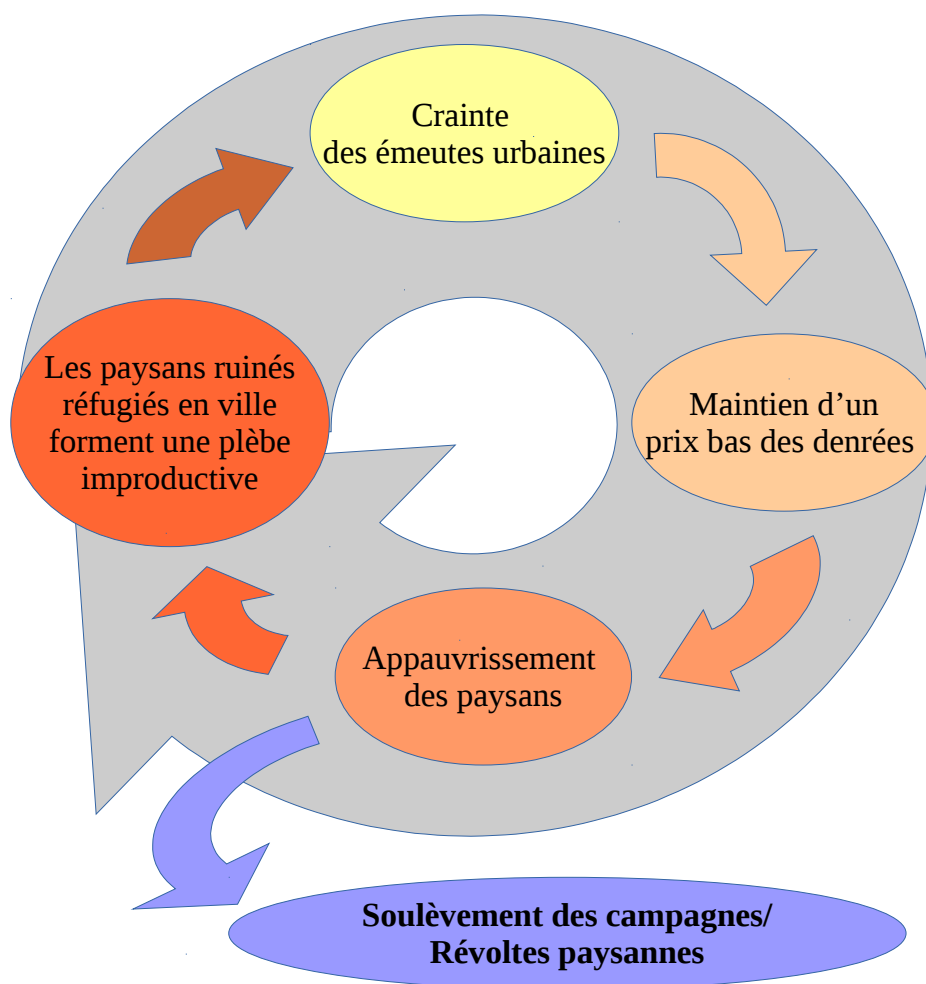 Crainte
des émeutes urbaines
Maintien d’un
prix bas des denrées
Appauvrissement
des paysans
Les paysans ruinés
réfugiés en ville
forment une plèbe
improductive
Soulèvement des campagnes/
Révoltes paysannes